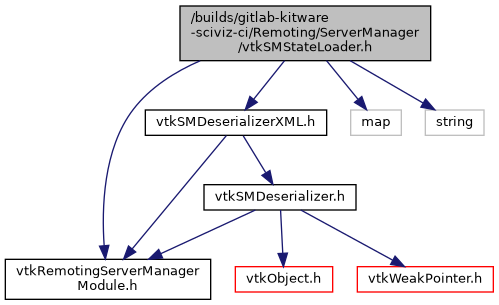 /builds/gitlab-kitware
-sciviz-ci/Remoting/ServerManager
/vtkSMStateLoader.h
vtkSMDeserializerXML.h
map
string
vtkSMDeserializer.h
vtkRemotingServerManager
Module.h
vtkObject.h
vtkWeakPointer.h